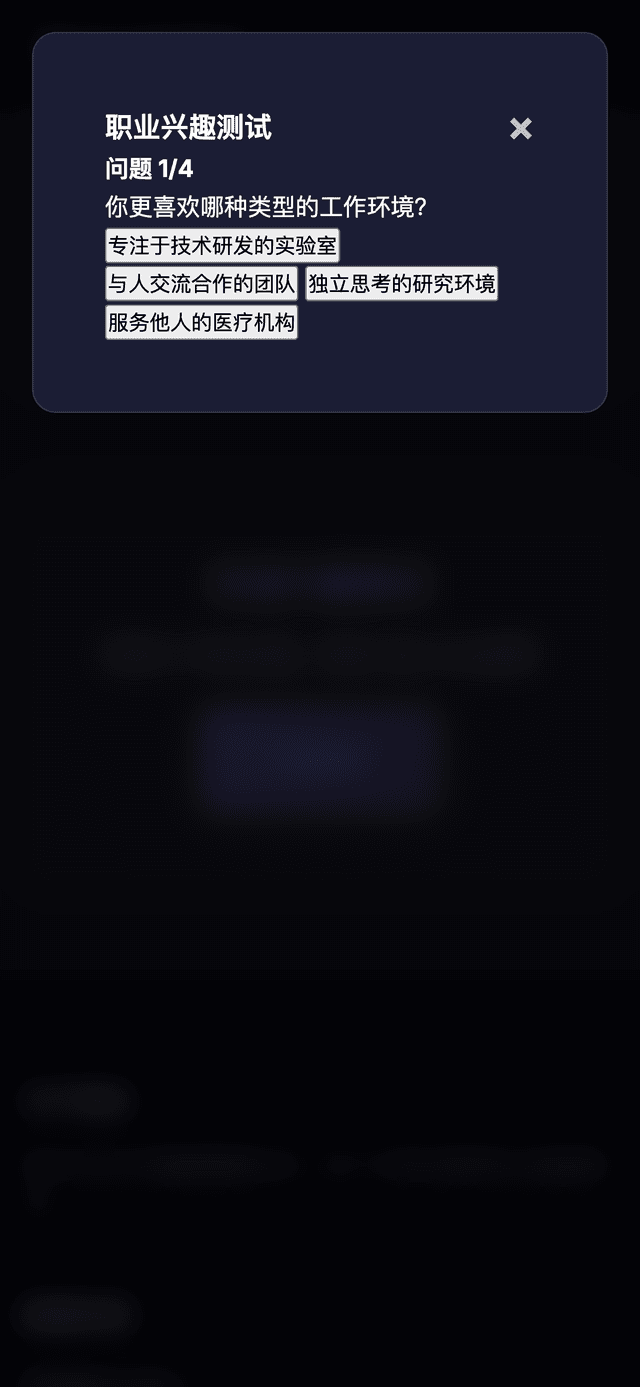 职业兴趣测试
问题 1/4
你更喜欢哪种类型的工作环境?
专注于技术研发的实验室
与人交流合作的团队 独立思考的研究环境
服务他人的医疗机构